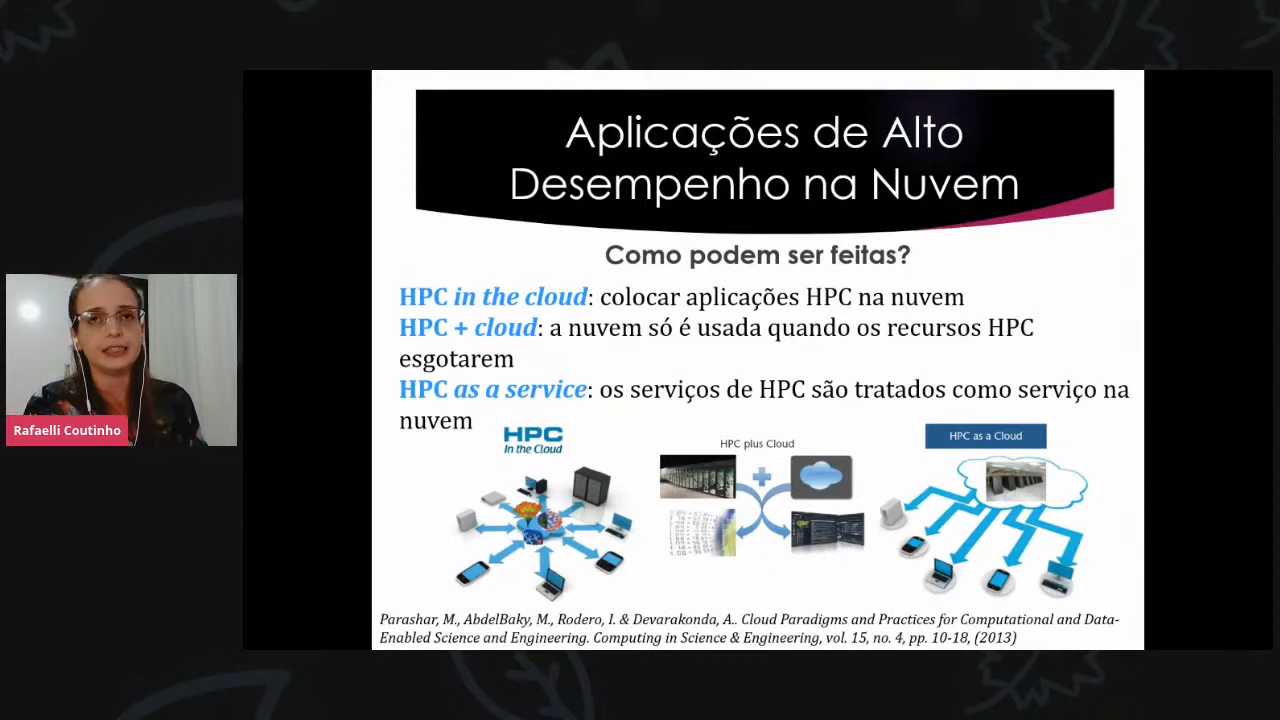 Aplicações de Alto
Desempenho na Nuvem
Como podem ser feitas?
HPC in the cloud: colocar aplicações HPC na nuvem
HPC + cloud: a nuvem só é usada quando os recursos HPC
esgotarem
HPC as a service: os serviços de HPC são tratados como serviço na
nuvem
HPC
In the Cloud
HPC plus Cloud
HPC as a Cloud
Rafaelli Coutinho
Parashar, M., AbdelBaky, M., Rodero, I. & Devarakonda, A.. Cloud Paradigms and Practices for Computational and Data-
Enabled Science and Engineering. Computing in Science & Engineering, vol. 15, no. 4, pp. 10-18, (2013)